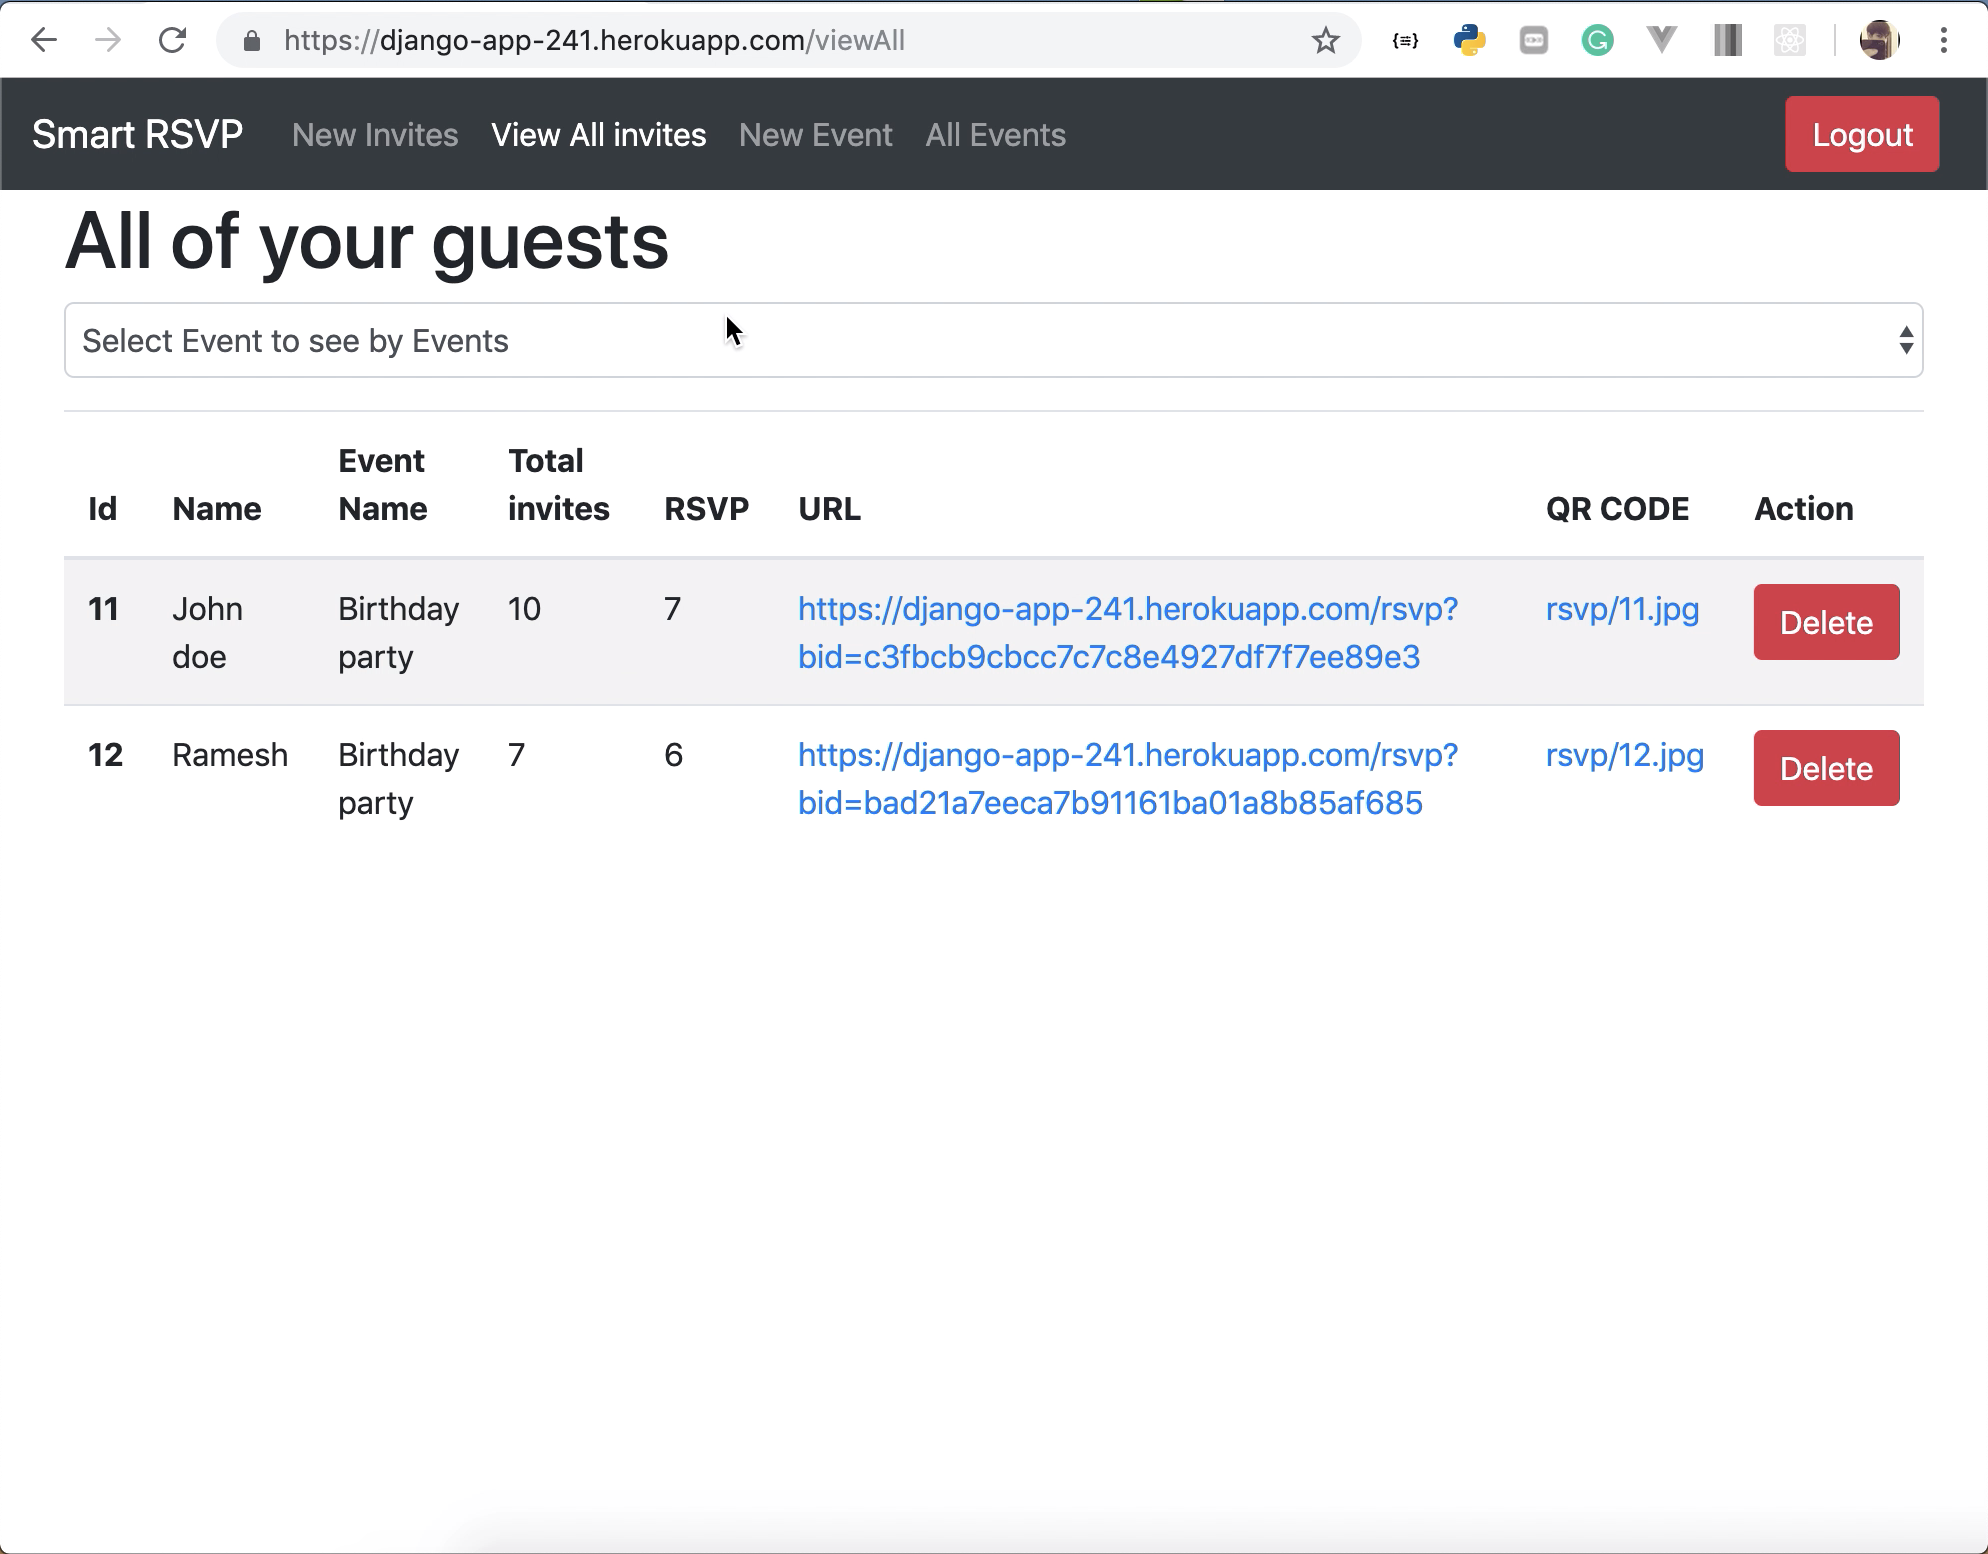 https://django-app-241.herokuapp.com/viewAll
Smart RSVP New Invites View All invites New Event All Events Logout
All of your guests
Select Event to see by Events
Id Name Event Name Total invites RSVP URL QR CODE Action
11 John doe Birthday party 10 7 https://django-app-241.herokuapp.com/rsvp?bid=c3fbcb9cbcc7c7c8e4927df7f7ee89e3 rsvp/11.jpg Delete
12 Ramesh Birthday party 7 6 https://django-app-241.herokuapp.com/rsvp?bid=bad21a7eeca7b91161ba01a8b85af685 rsvp/12.jpg Delete